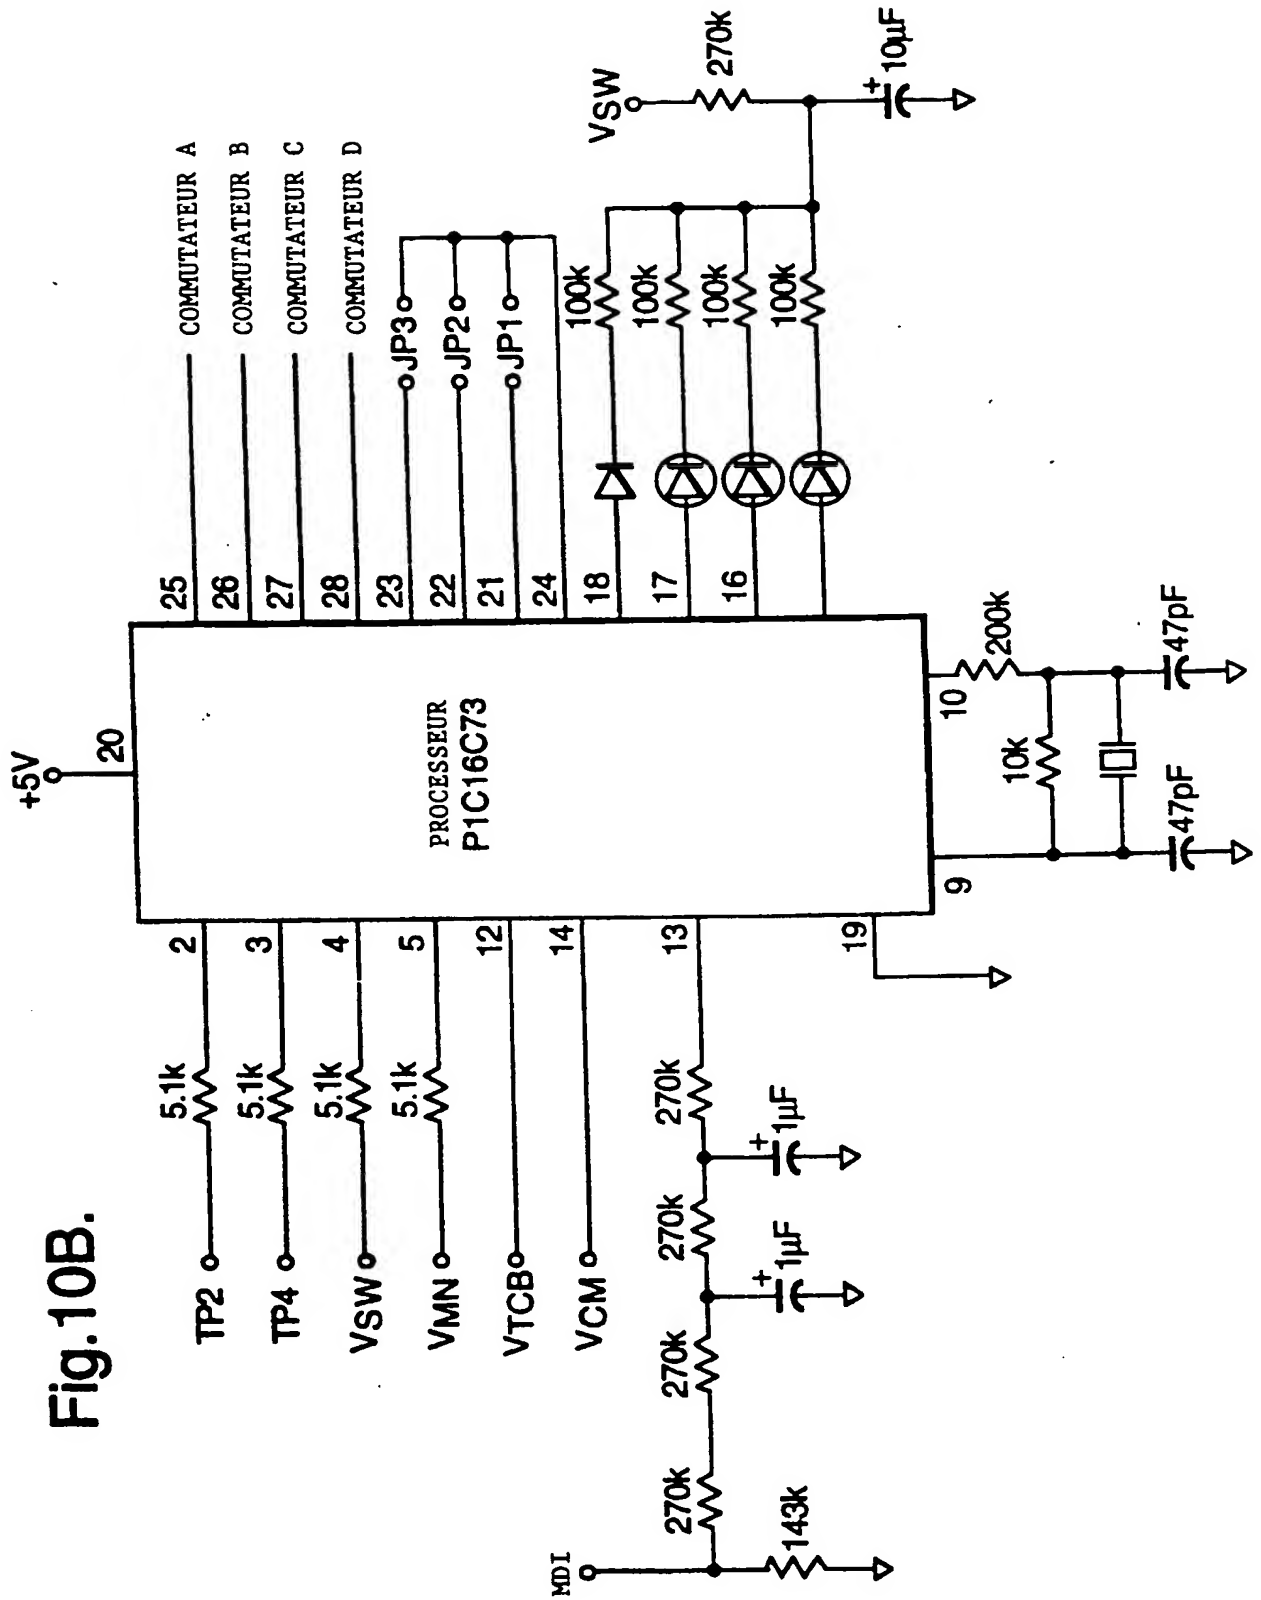 Fig.10B.
+5V
20
PROCESSEUR
P1C16C73
TP2
5.1k
2
TP4
5.1k
3
VSW
5.1k
4
VMN
5.1k
5
VTCB
12
VCM
14
MDI
143k
270k
270k
1µF
+
270k
1µF
+
270k
13
19
25
COMMUTATEUR A
26
COMMUTATEUR B
27
COMMUTATEUR C
28
COMMUTATEUR D
23
JP3
22
JP2
21
JP1
24
18
100k
17
100k
16
100k
100k
VSW
270k
+
10µF
9
10
200k
10k
47pF
47pF